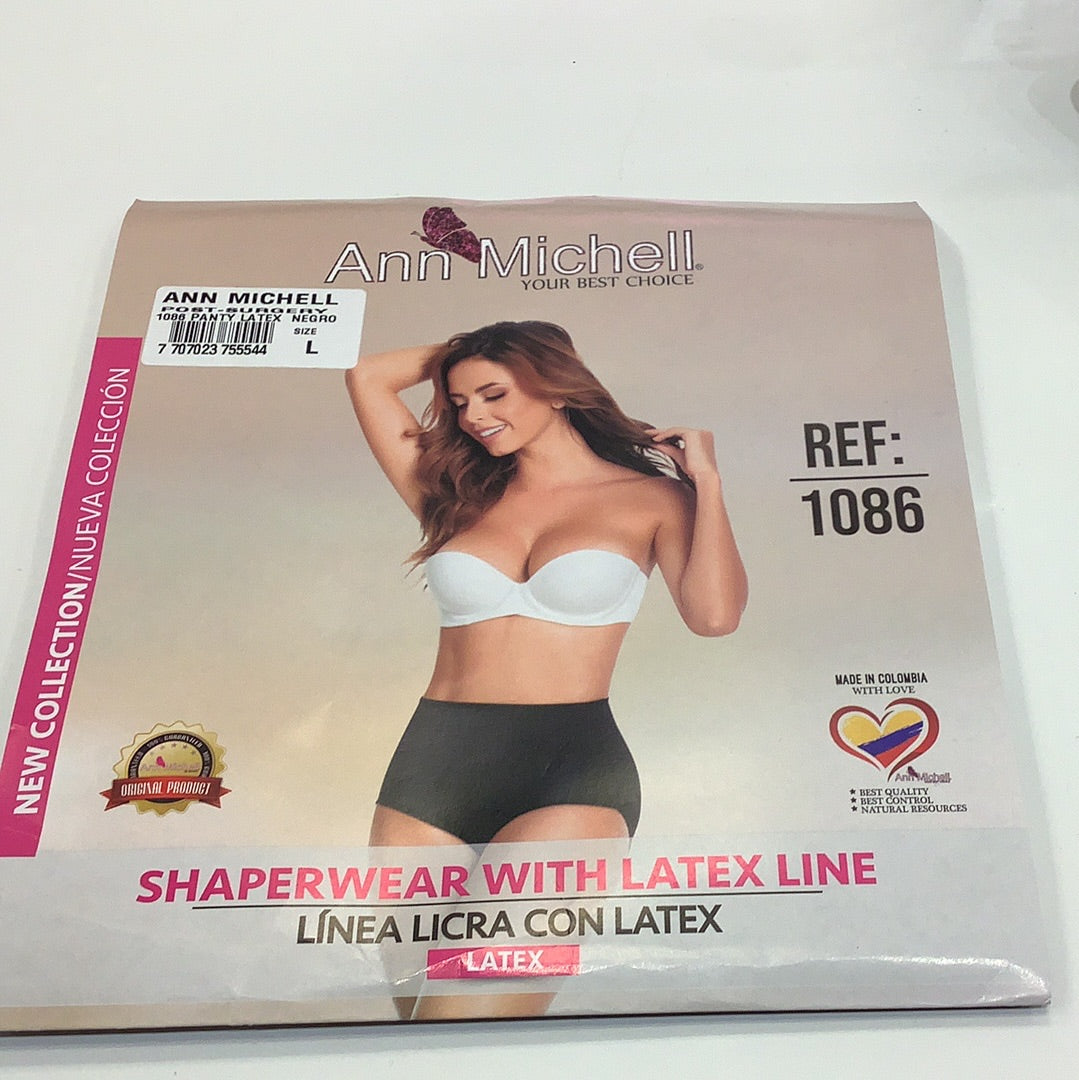 Ann Michell®
YOUR BEST CHOICE
ANN MICHELL
POST-SURGERY
1086 PANTY LATEX NEGRO
SIZE
7 707023 755544 L
NEW COLLECTION/NUEVA COLECCIÓN
REF:
1086
MADE IN COLOMBIA
WITH LOVE
Ann Michell
★ BEST QUALITY
★ BEST CONTROL
★ NATURAL RESOURCES
Ann Michell
ORIGINAL PRODUCT
SHAPERWEAR WITH LATEX LINE
LÍNEA LICRA CON LATEX
LATEX